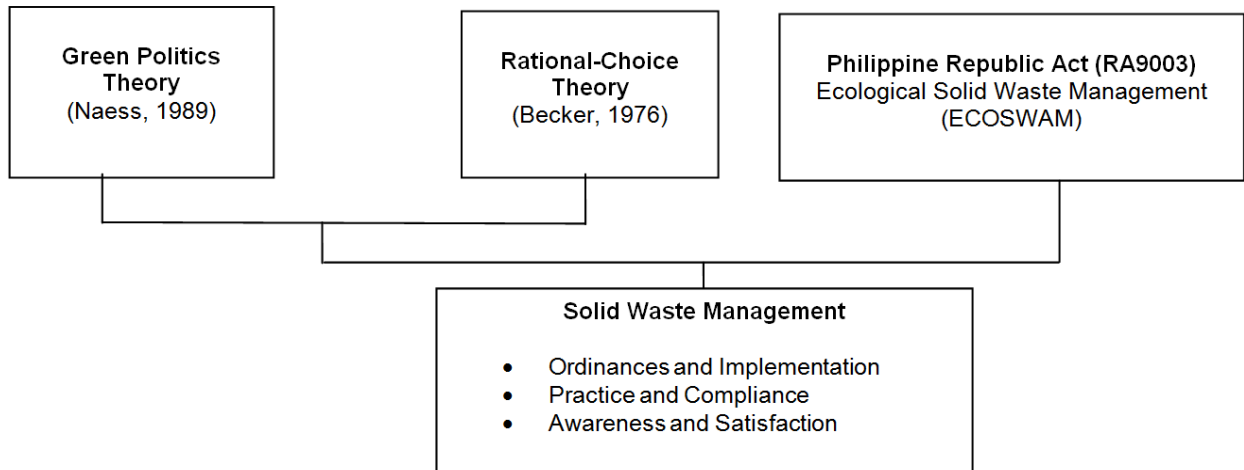 Green Politics
Theory
(Naess, 1989)
Rational-Choice
Theory
(Becker, 1976)
Philippine Republic Act (RA9003)
Ecological Solid Waste Management
(ECOSWAM)
Solid Waste Management
• Ordinances and Implementation
• Practice and Compliance
• Awareness and Satisfaction